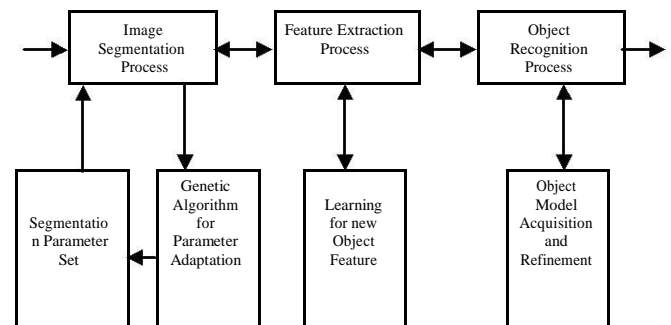 Image
Segmentation
Process
Feature Extraction
Process
Object
Recognition
Process
Segmentatio
n Parameter
Set
Genetic
Algorithm
for
Parameter
Adaptation
Learning
for new
Object
Feature
Object
Model
Acquisition
and
Refinement